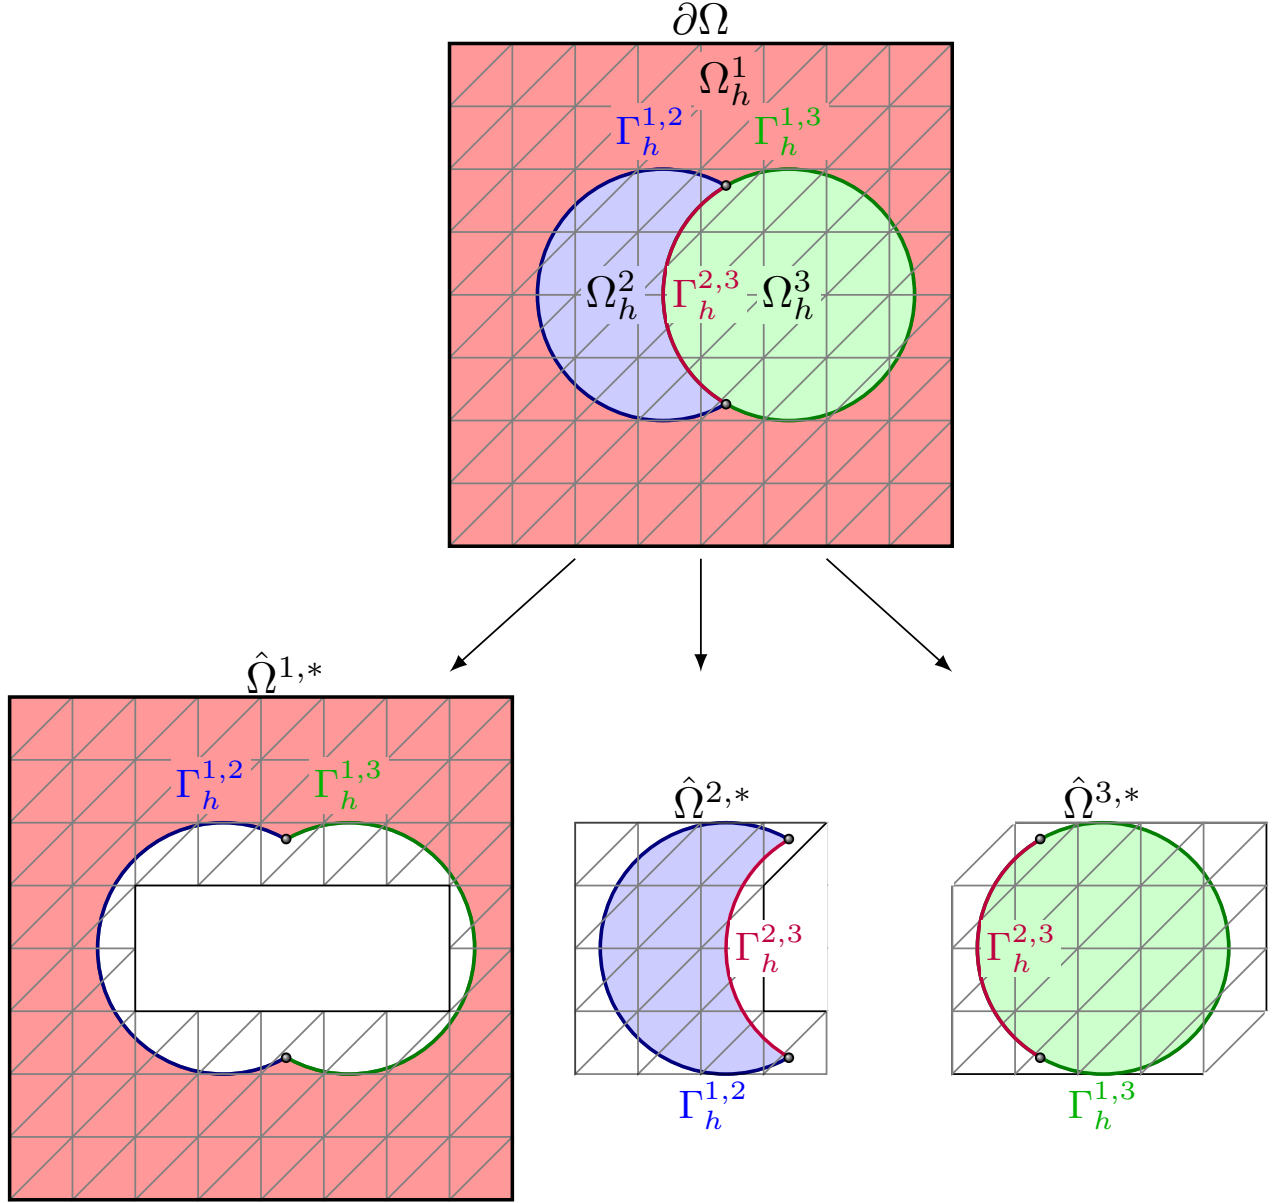 ∂Ω
Ω_h^1
Γ_h^{1,2} Γ_h^{1,3}
Ω_h^2 Γ_h^{2,3} Ω_h^3
Ω̂^{1,*}
Γ_h^{1,2} Γ_h^{1,3}
Ω̂^{2,*}
Γ_h^{2,3}
Γ_h^{1,2}
Ω̂^{3,*}
Γ_h^{2,3}
Γ_h^{1,3}